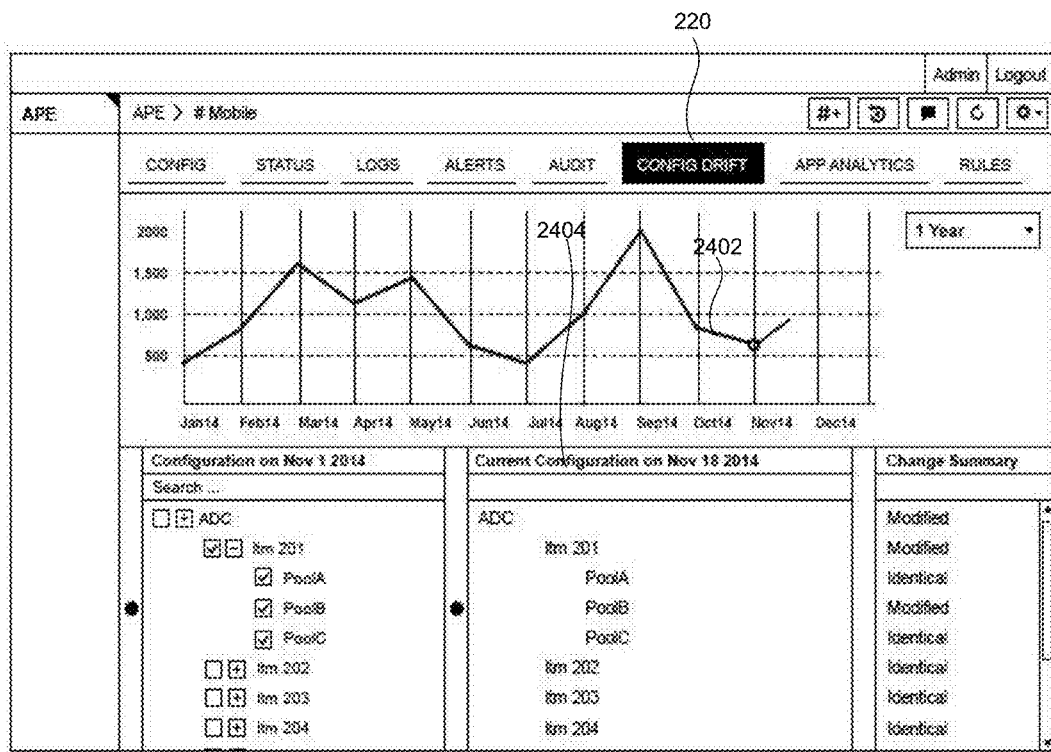 220
Admin Logout
APE
APE > # Mobile
#+
CONFIG STATUS LOGS ALERTS AUDIT CONFIG DRIFT APP ANALYTICS RULES
2000
1,500
1,000
500
2404
2402
1 Year
Jan14 Feb14 Mar14 Apr14 May14 Jun14 Jul14 Aug14 Sep14 Oct14 Nov14 Dec14
Configuration on Nov 1 2014
Current Configuration on Nov 18 2014
Change Summary
Search ...
ADC ADC Modified
ltm 201 ltm 201 Modified
PoolA PoolA Identical
PoolB PoolB Modified
PoolC PoolC Identical
ltm 202 ltm 202 Identical
ltm 203 ltm 203 Identical
ltm 204 ltm 204 Identical